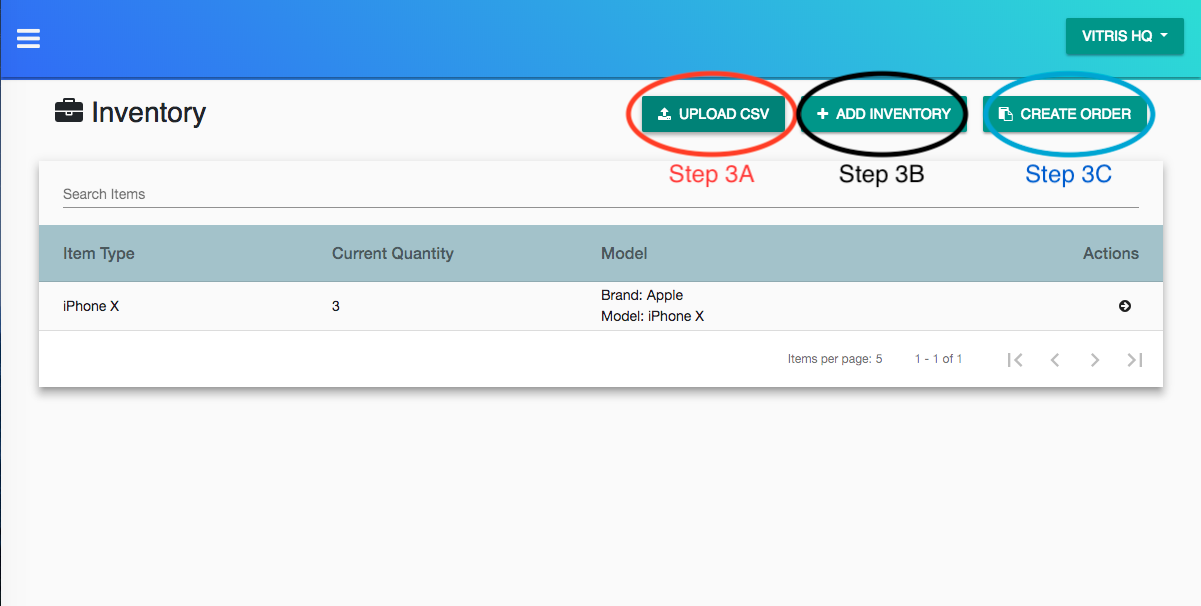 VITRIS HQ
Inventory
UPLOAD CSV
ADD INVENTORY
CREATE ORDER
Step 3A
Step 3B
Step 3C
Search Items
Item Type Current Quantity Model Actions
iPhone X 3 Brand: Apple
Model: iPhone X
Items per page: 5 1 - 1 of 1